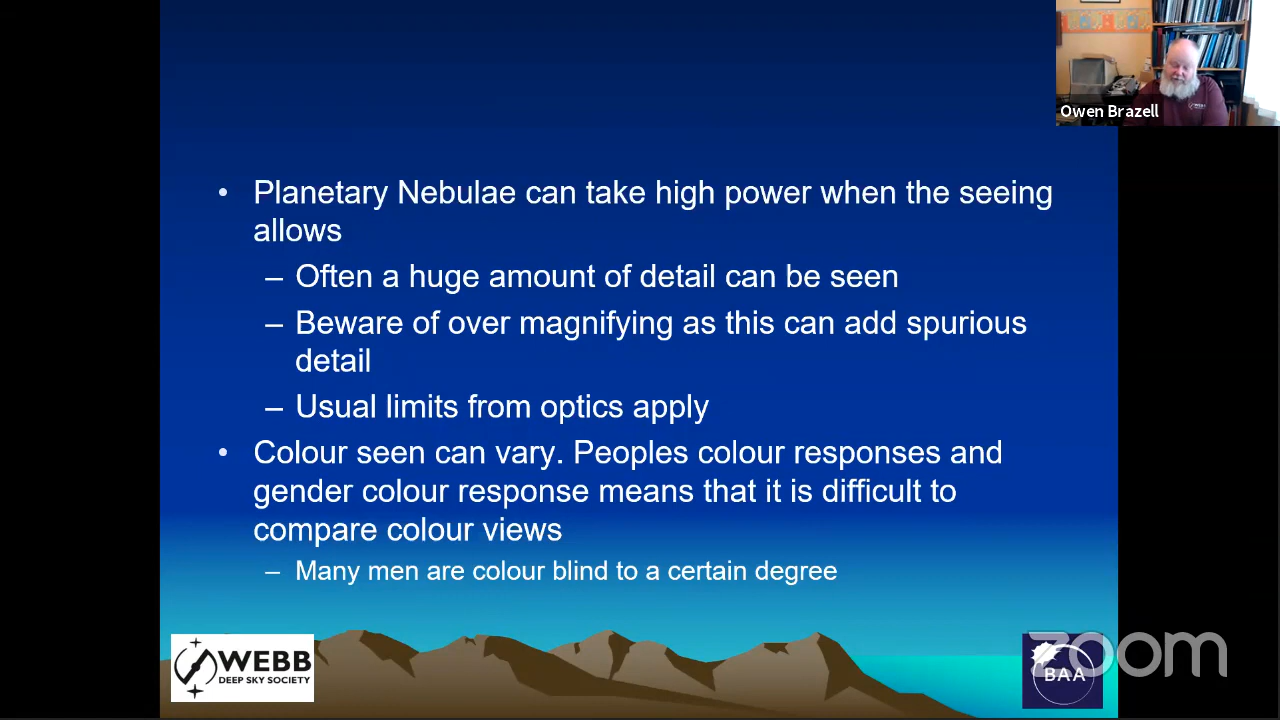 Owen Brazell
• Planetary Nebulae can take high power when the seeing
allows
– Often a huge amount of detail can be seen
– Beware of over magnifying as this can add spurious
detail
– Usual limits from optics apply
• Colour seen can vary. Peoples colour responses and
gender colour response means that it is difficult to
compare colour views
– Many men are colour blind to a certain degree
WEBB
DEEP SKY SOCIETY
zoom
BAA